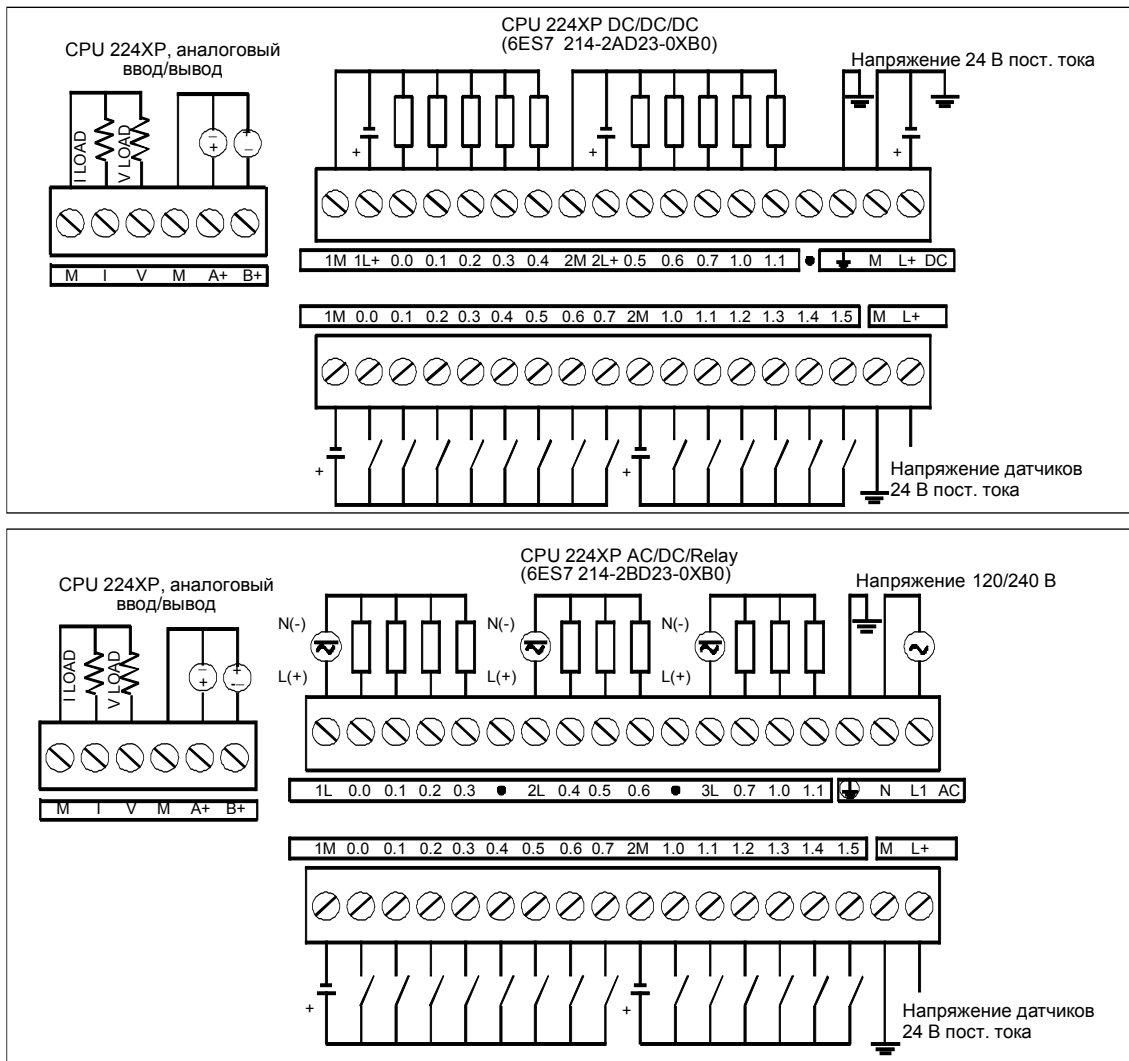 CPU 224XP DC/DC/DC
(6ES7 214-2AD23-0XB0)
CPU 224XP, аналоговый
ввод/вывод
Напряжение 24 В пост. тока
I LOAD
V LOAD
+
+
+
M I V M A+ B+
1M 1L+ 0.0 0.1 0.2 0.3 0.4 2M 2L+ 0.5 0.6 0.7 1.0 1.1 M L+ DC
1M 0.0 0.1 0.2 0.3 0.4 0.5 0.6 0.7 2M 1.0 1.1 1.2 1.3 1.4 1.5 M L+
+
+
Напряжение датчиков
24 В пост. тока
CPU 224XP AC/DC/Relay
(6ES7 214-2BD23-0XB0)
CPU 224XP, аналоговый
ввод/вывод
Напряжение 120/240 В
I LOAD
V LOAD
N(-) N(-) N(-)
L(+) L(+) L(+)
M I V M A+ B+
1L 0.0 0.1 0.2 0.3 2L 0.4 0.5 0.6 3L 0.7 1.0 1.1 N L1 AC
1M 0.0 0.1 0.2 0.3 0.4 0.5 0.6 0.7 2M 1.0 1.1 1.2 1.3 1.4 1.5 M L+
+
+
Напряжение датчиков
24 В пост. тока